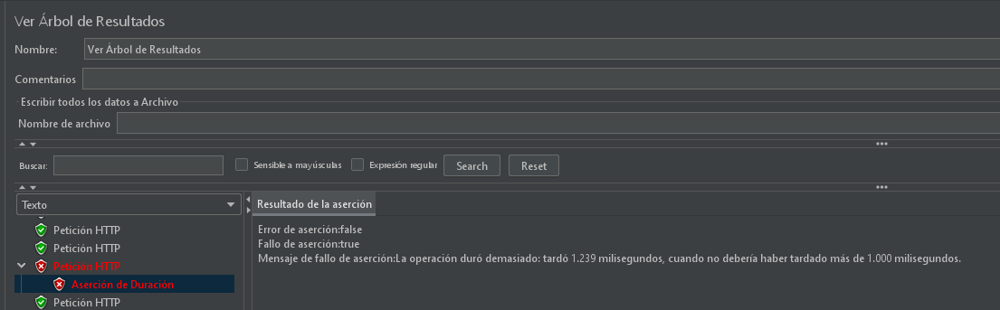 Ver Árbol de Resultados
Nombre: Ver Árbol de Resultados
Comentarios
Escribir todos los datos a Archivo
Nombre de archivo
Buscar: Sensible a mayúsculas Expresión regular Search Reset
Texto
Petición HTTP
Petición HTTP
Petición HTTP
Aserción de Duración
Petición HTTP
Resultado de la aserción
Error de aserción:false
Fallo de aserción:true
Mensaje de fallo de aserción:La operación duró demasiado: tardó 1.239 milisegundos, cuando no debería haber tardado más de 1.000 milisegundos.